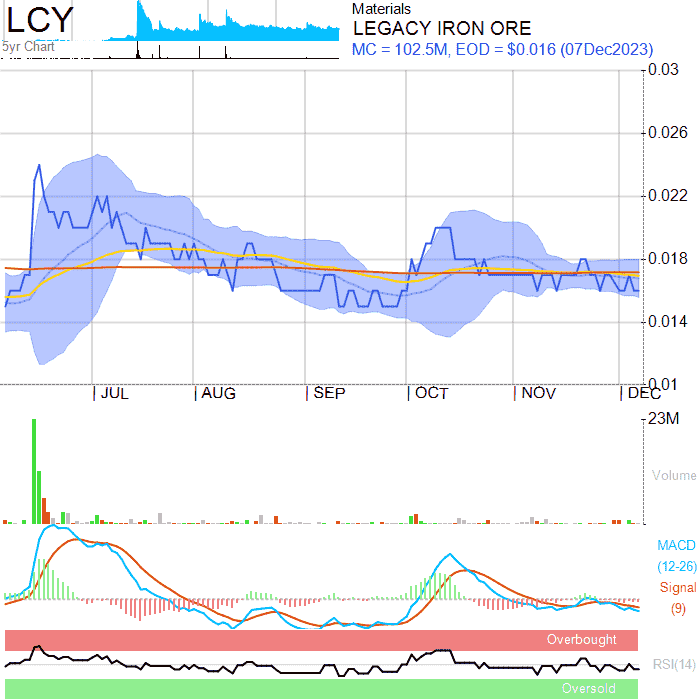 LCY
5yr Chart
Materials
LEGACY IRON ORE
MC = 102.5M, EOD = $0.016 (07Dec2023)
0.03
0.026
0.022
0.018
0.014
0.01
JUL AUG SEP OCT NOV DEC
23M
Volume
MACD
(12-26)
Signal
(9)
Overbought
RSI(14)
Oversold